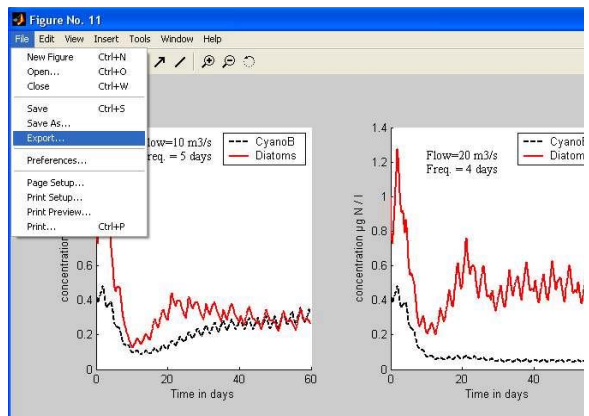 Figure No. 11
File Edit View Insert Tools Window Help
New Figure Ctrl+N
Open... Ctrl+O
Close Ctrl+W
Save Ctrl+S
Save As...
Export...
Preferences...
Page Setup...
Print Setup...
Print Preview...
Print... Ctrl+P
low=10 m3/s
req. = 5 days
CyanoB
Diatoms
concentration
0.6
0.4
0.2
0
0 20 40 60
Time in days
Flow=20 m3/s
Freq. = 4 days
CyanoB
Diatom
concentration µg N / l
1.4
1.2
1
0.8
0.6
0.4
0.2
0
0 20 40
Time in days